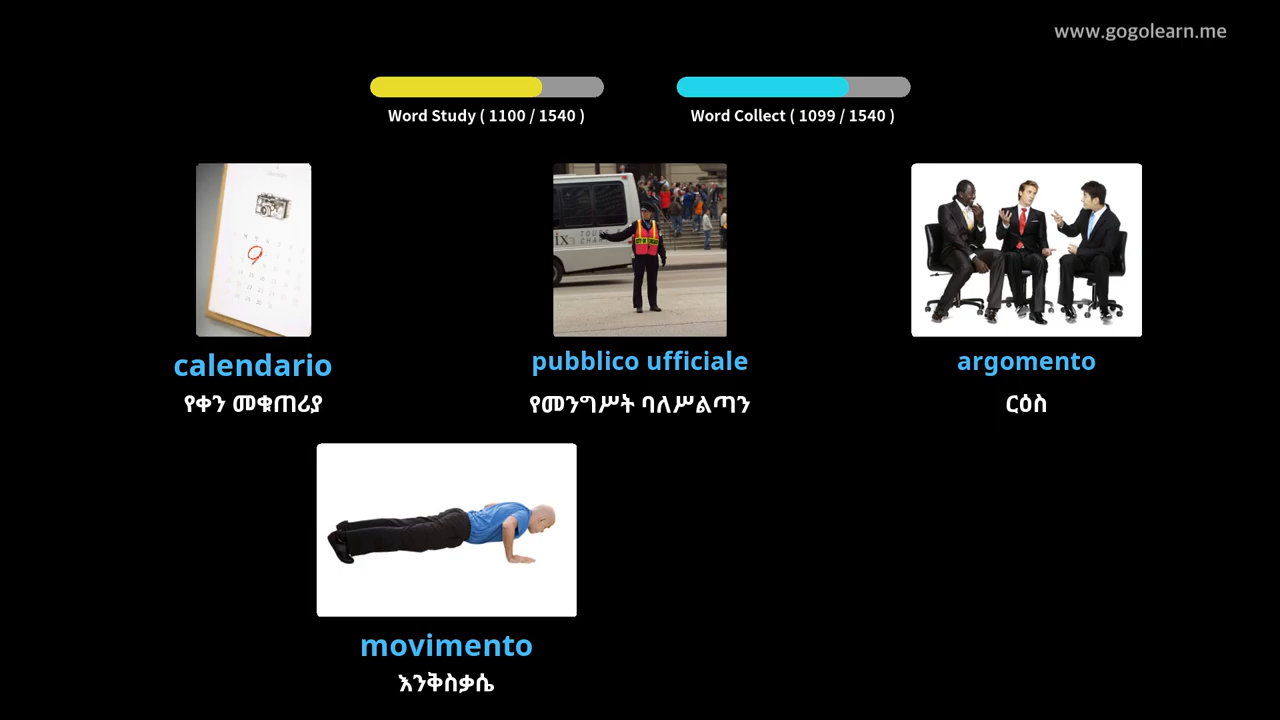 www.gogolearn.me
Word Study ( 1100 / 1540 )
Word Collect ( 1099 / 1540 )
calendario
የቀን መቁጠሪያ
pubblico ufficiale
የመንግሥት ባለሥልጣን
argomento
ርዕስ
movimento
እንቅስቃሴ